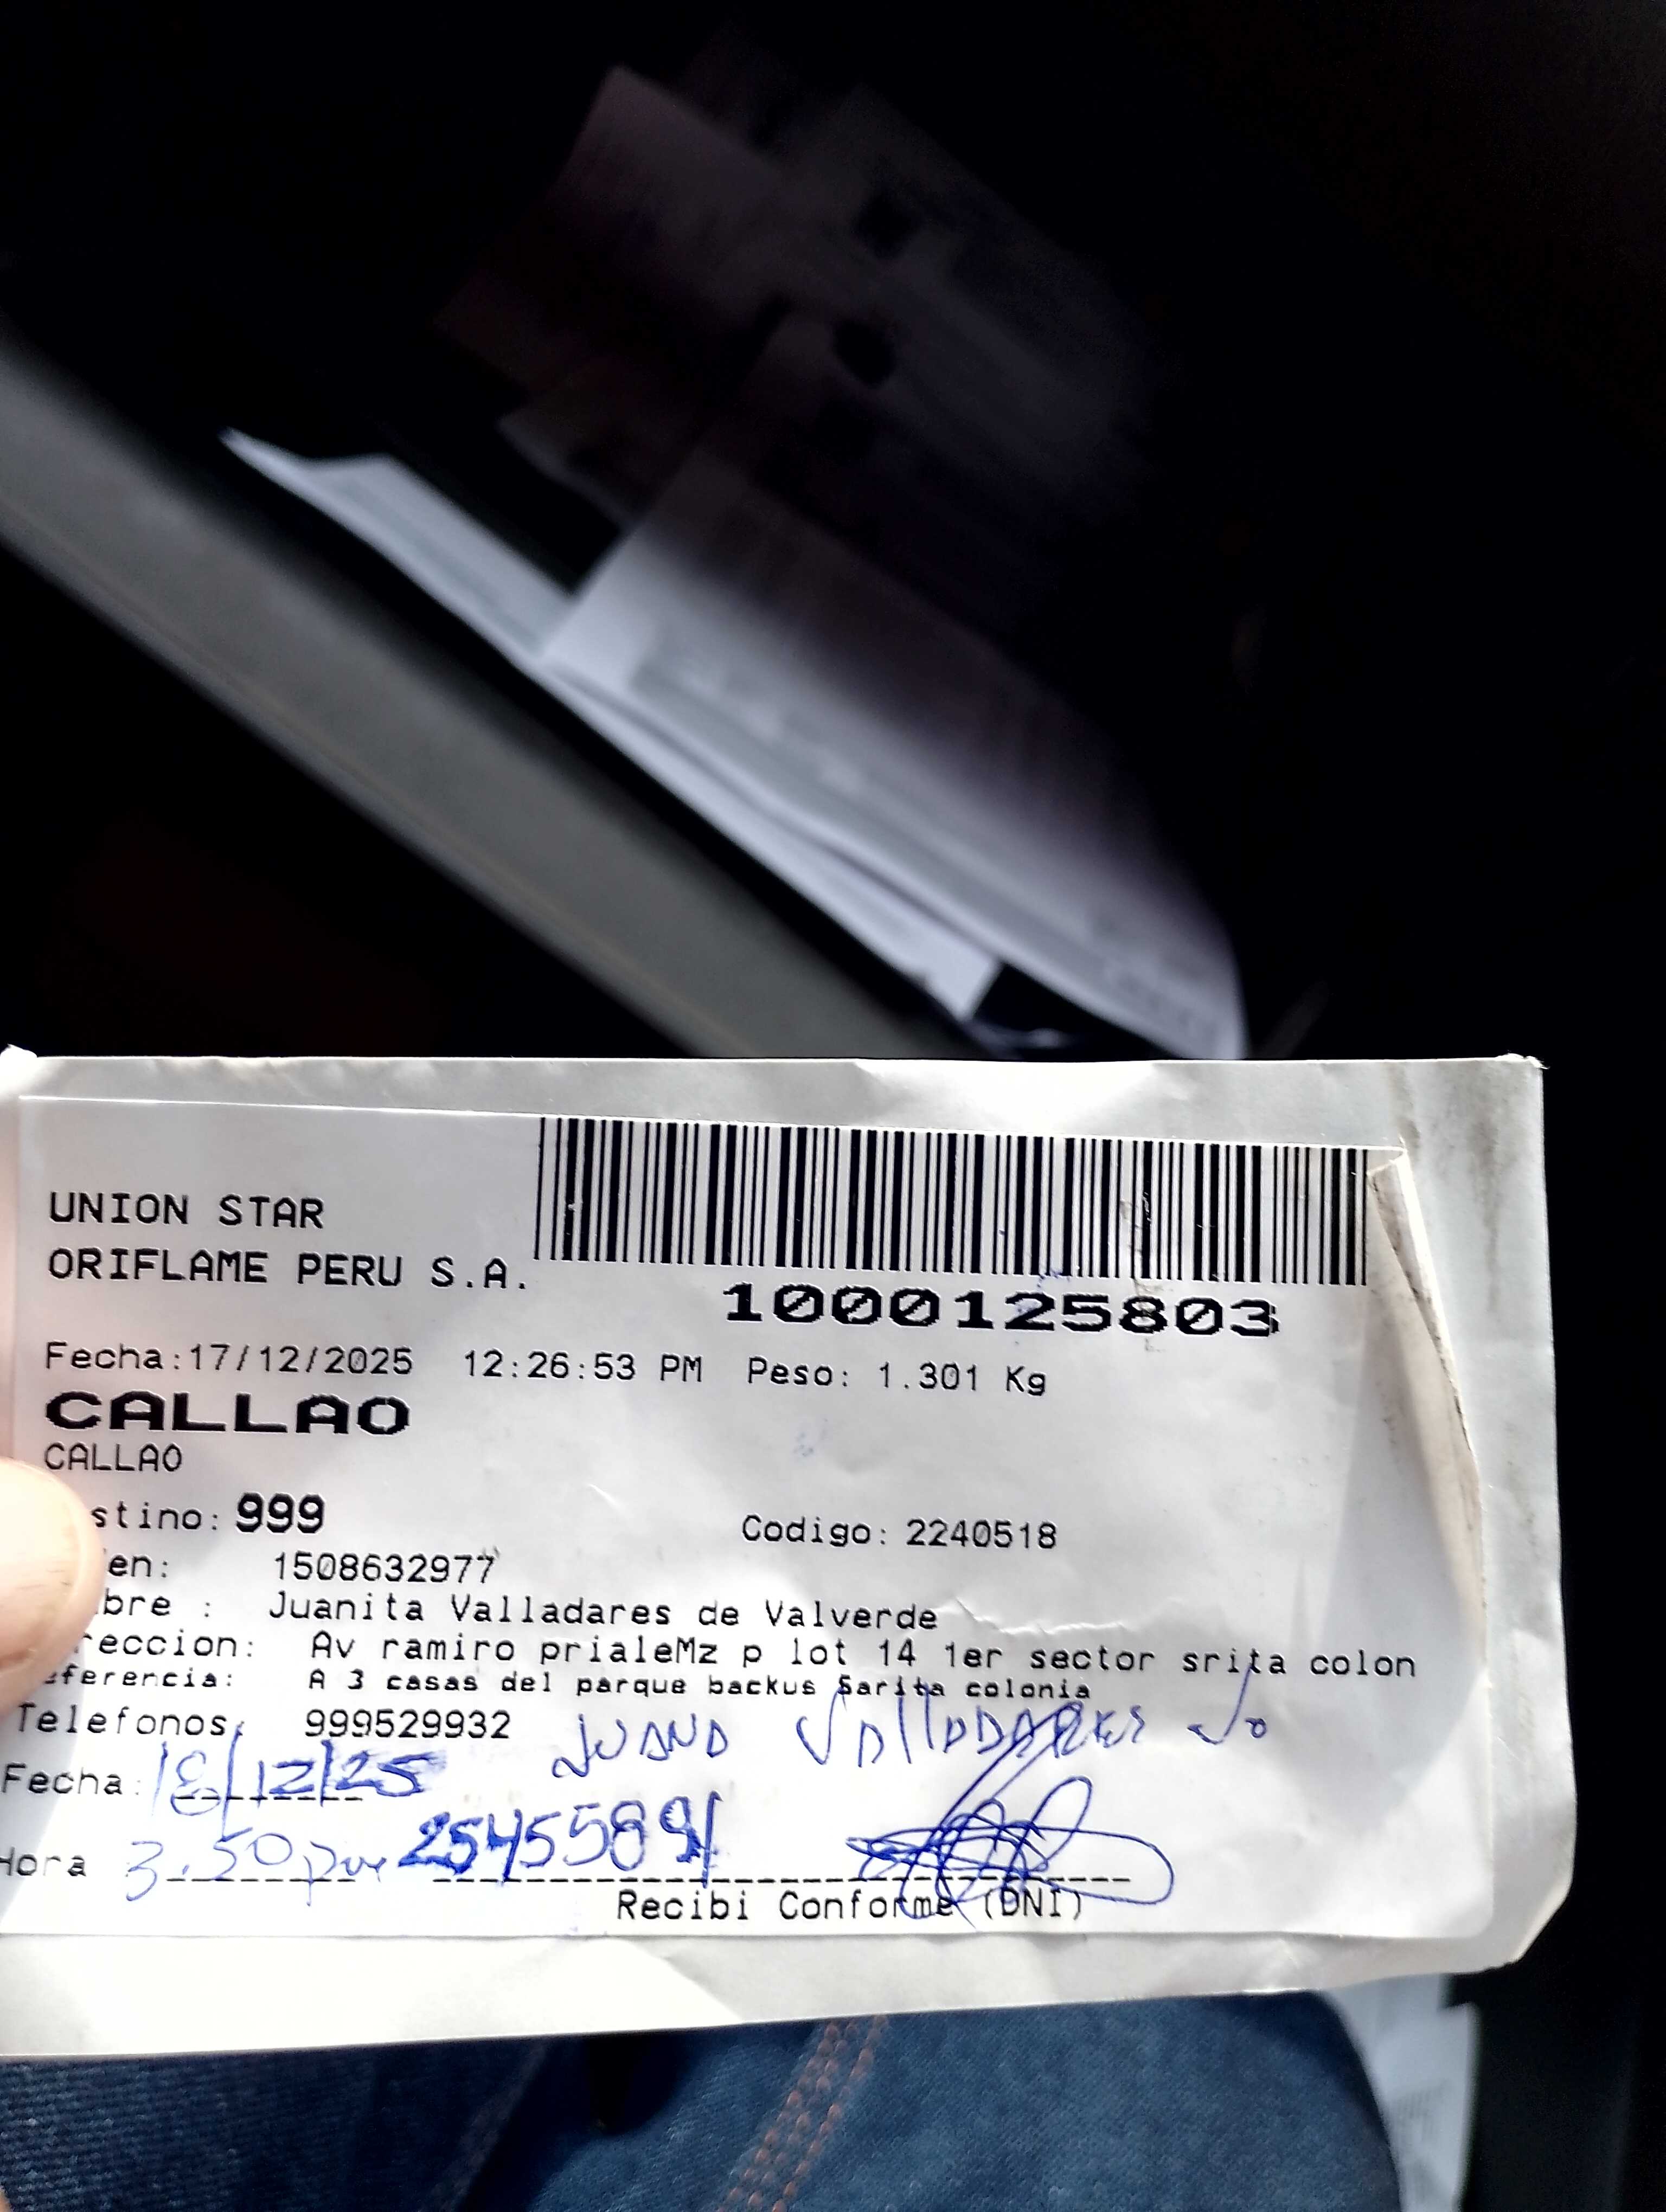 UNION STAR
ORIFLAME PERU S.A.
1000125803
Fecha:17/12/2025 12:26:53 PM Peso: 1.301 Kg
CALLAO
CALLAO
stino: 999 Codigo: 2240518
en: 1508632977
bre : Juanita Valladares de Valverde
reccion: Av ramiro prialeMz p lot 14 1er sector srita colon
eferencia: A 3 casas del parque backus Sarita colonia
Telefonos: 999529932 JUANA VAllADARES
Fecha: 18/12/25
Hora 3.50 pm 25455891
Recibi Conforme (DNI)